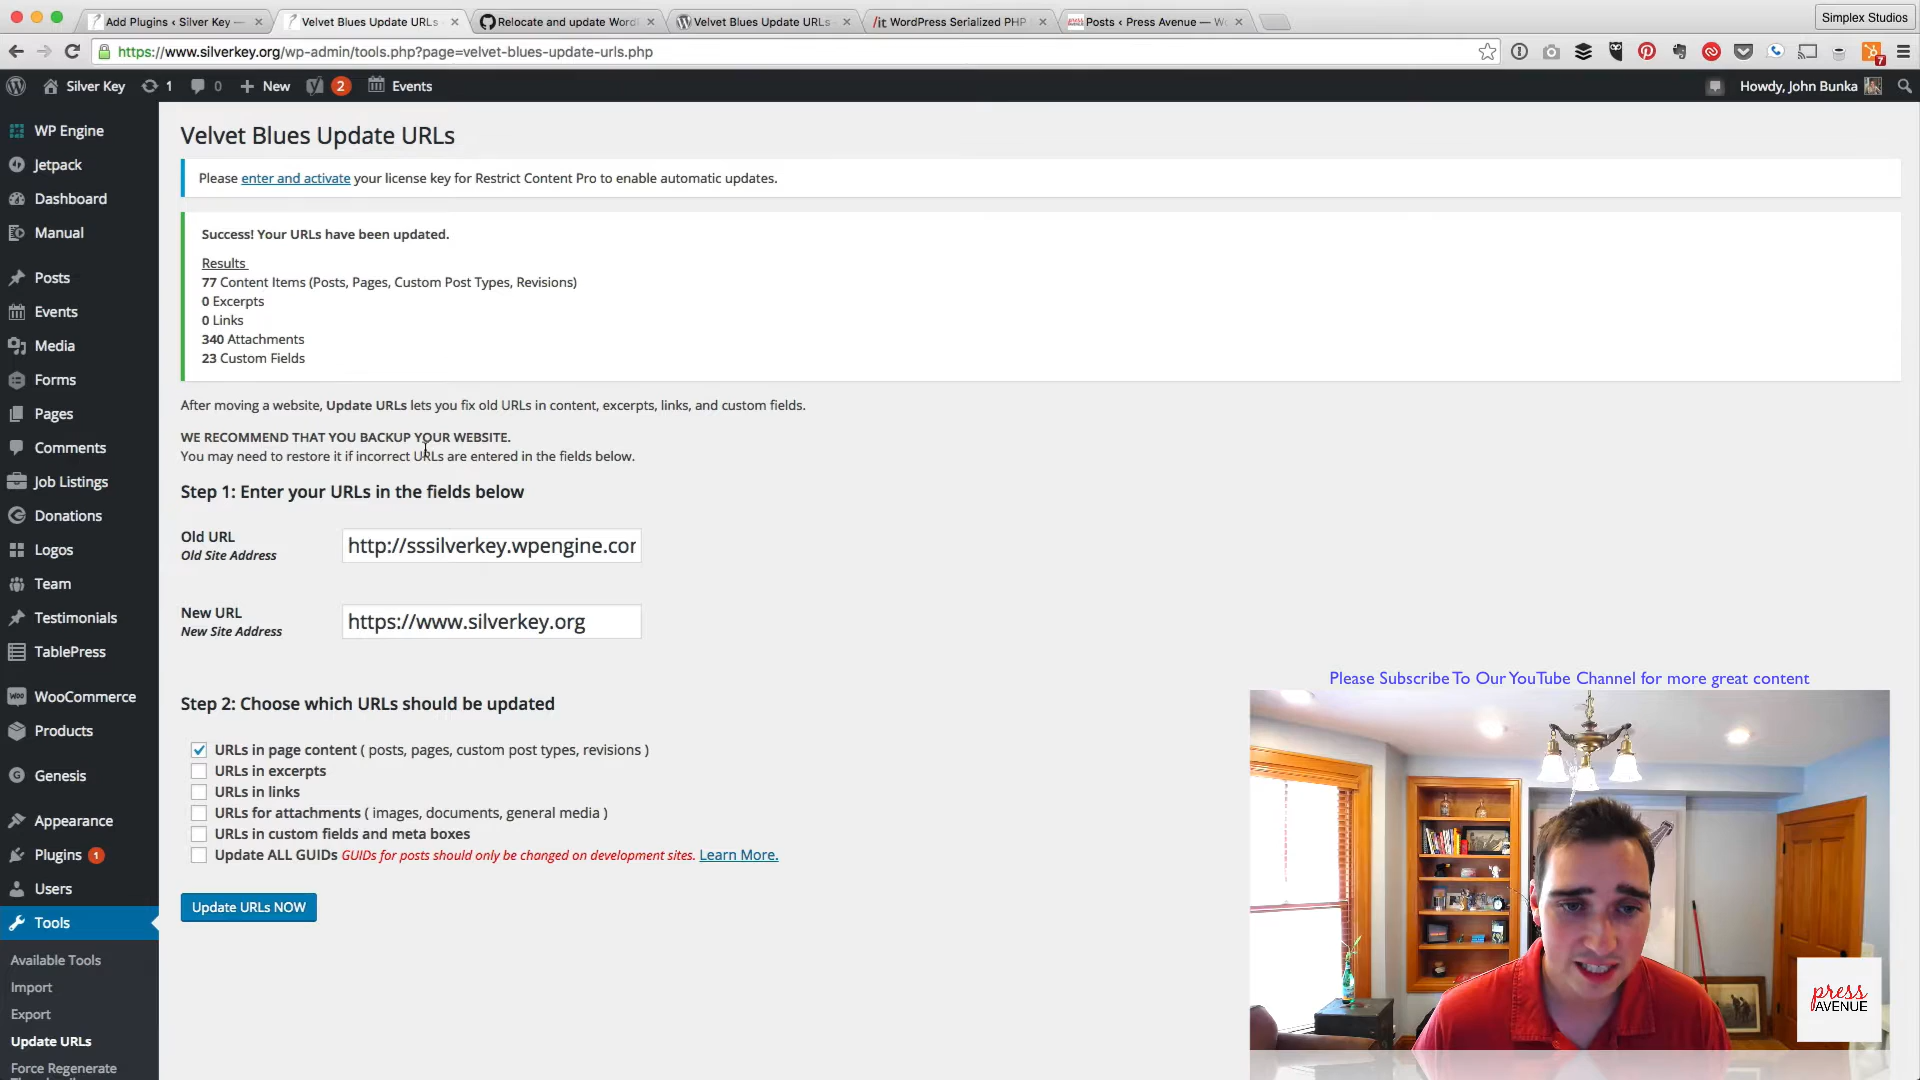 Add Plugins ‹ Silver Key —
Velvet Blues Update URLs ‹
Relocate and update Word
Velvet Blues Update URLs —
/it WordPress Serialized PHP
Posts ‹ Press Avenue — Wo
Simplex Studios
https://www.silverkey.org/wp-admin/tools.php?page=velvet-blues-update-urls.php
7
Silver Key 1 0 New 2 Events
Howdy, John Bunka
WP Engine
Jetpack
Dashboard
Manual
Posts
Events
Media
Forms
Pages
Comments
Job Listings
Donations
Logos
Team
Testimonials
TablePress
WooCommerce
Products
Genesis
Appearance
Plugins 1
Users
Tools
Available Tools
Import
Export
Update URLs
Force Regenerate
Velvet Blues Update URLs
Please enter and activate your license key for Restrict Content Pro to enable automatic updates.
Success! Your URLs have been updated.
Results
77 Content Items (Posts, Pages, Custom Post Types, Revisions)
0 Excerpts
0 Links
340 Attachments
23 Custom Fields
After moving a website, Update URLs lets you fix old URLs in content, excerpts, links, and custom fields.
WE RECOMMEND THAT YOU BACKUP YOUR WEBSITE.
You may need to restore it if incorrect URLs are entered in the fields below.
Step 1: Enter your URLs in the fields below
Old URL
Old Site Address
http://sssilverkey.wpengine.cor
New URL
New Site Address
https://www.silverkey.org
Step 2: Choose which URLs should be updated
URLs in page content ( posts, pages, custom post types, revisions )
URLs in excerpts
URLs in links
URLs for attachments ( images, documents, general media )
URLs in custom fields and meta boxes
Update ALL GUIDs GUIDs for posts should only be changed on development sites. Learn More.
Update URLs NOW
Please Subscribe To Our YouTube Channel for more great content
press
AVENUE